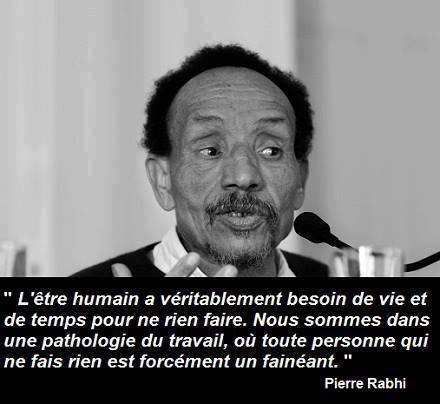 " L'être humain a véritablement besoin de vie et
de temps pour ne rien faire. Nous sommes dans
une pathologie du travail, où toute personne qui
ne fais rien est forcément un fainéant. "
Pierre Rabhi